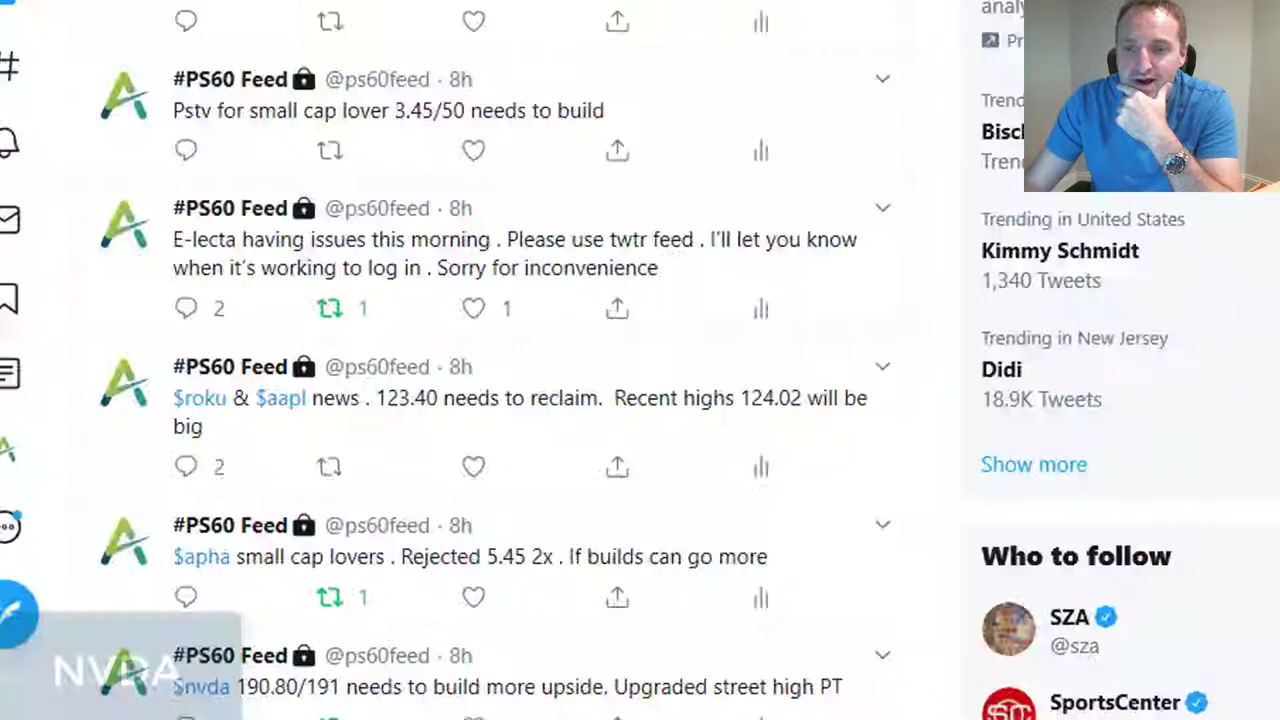 analy
Pr
#PS60 Feed @ps60feed · 8h
Pstv for small cap lover 3.45/50 needs to build
Trend
Bisc
Tren
#PS60 Feed @ps60feed · 8h
E-lecta having issues this morning . Please use twtr feed . I'll let you know
when it's working to log in . Sorry for inconvenience
2 1 1
Trending in United States
Kimmy Schmidt
1,340 Tweets
#PS60 Feed @ps60feed · 8h
$roku & $aapl news . 123.40 needs to reclaim. Recent highs 124.02 will be
big
2
Trending in New Jersey
Didi
18.9K Tweets
Show more
#PS60 Feed @ps60feed · 8h
$apha small cap lovers . Rejected 5.45 2x . If builds can go more
1
Who to follow
SZA
@sza
SportsCenter
#PS60 Feed @ps60feed · 8h
$nvda 190.80/191 needs to build more upside. Upgraded street high PT
NVDA